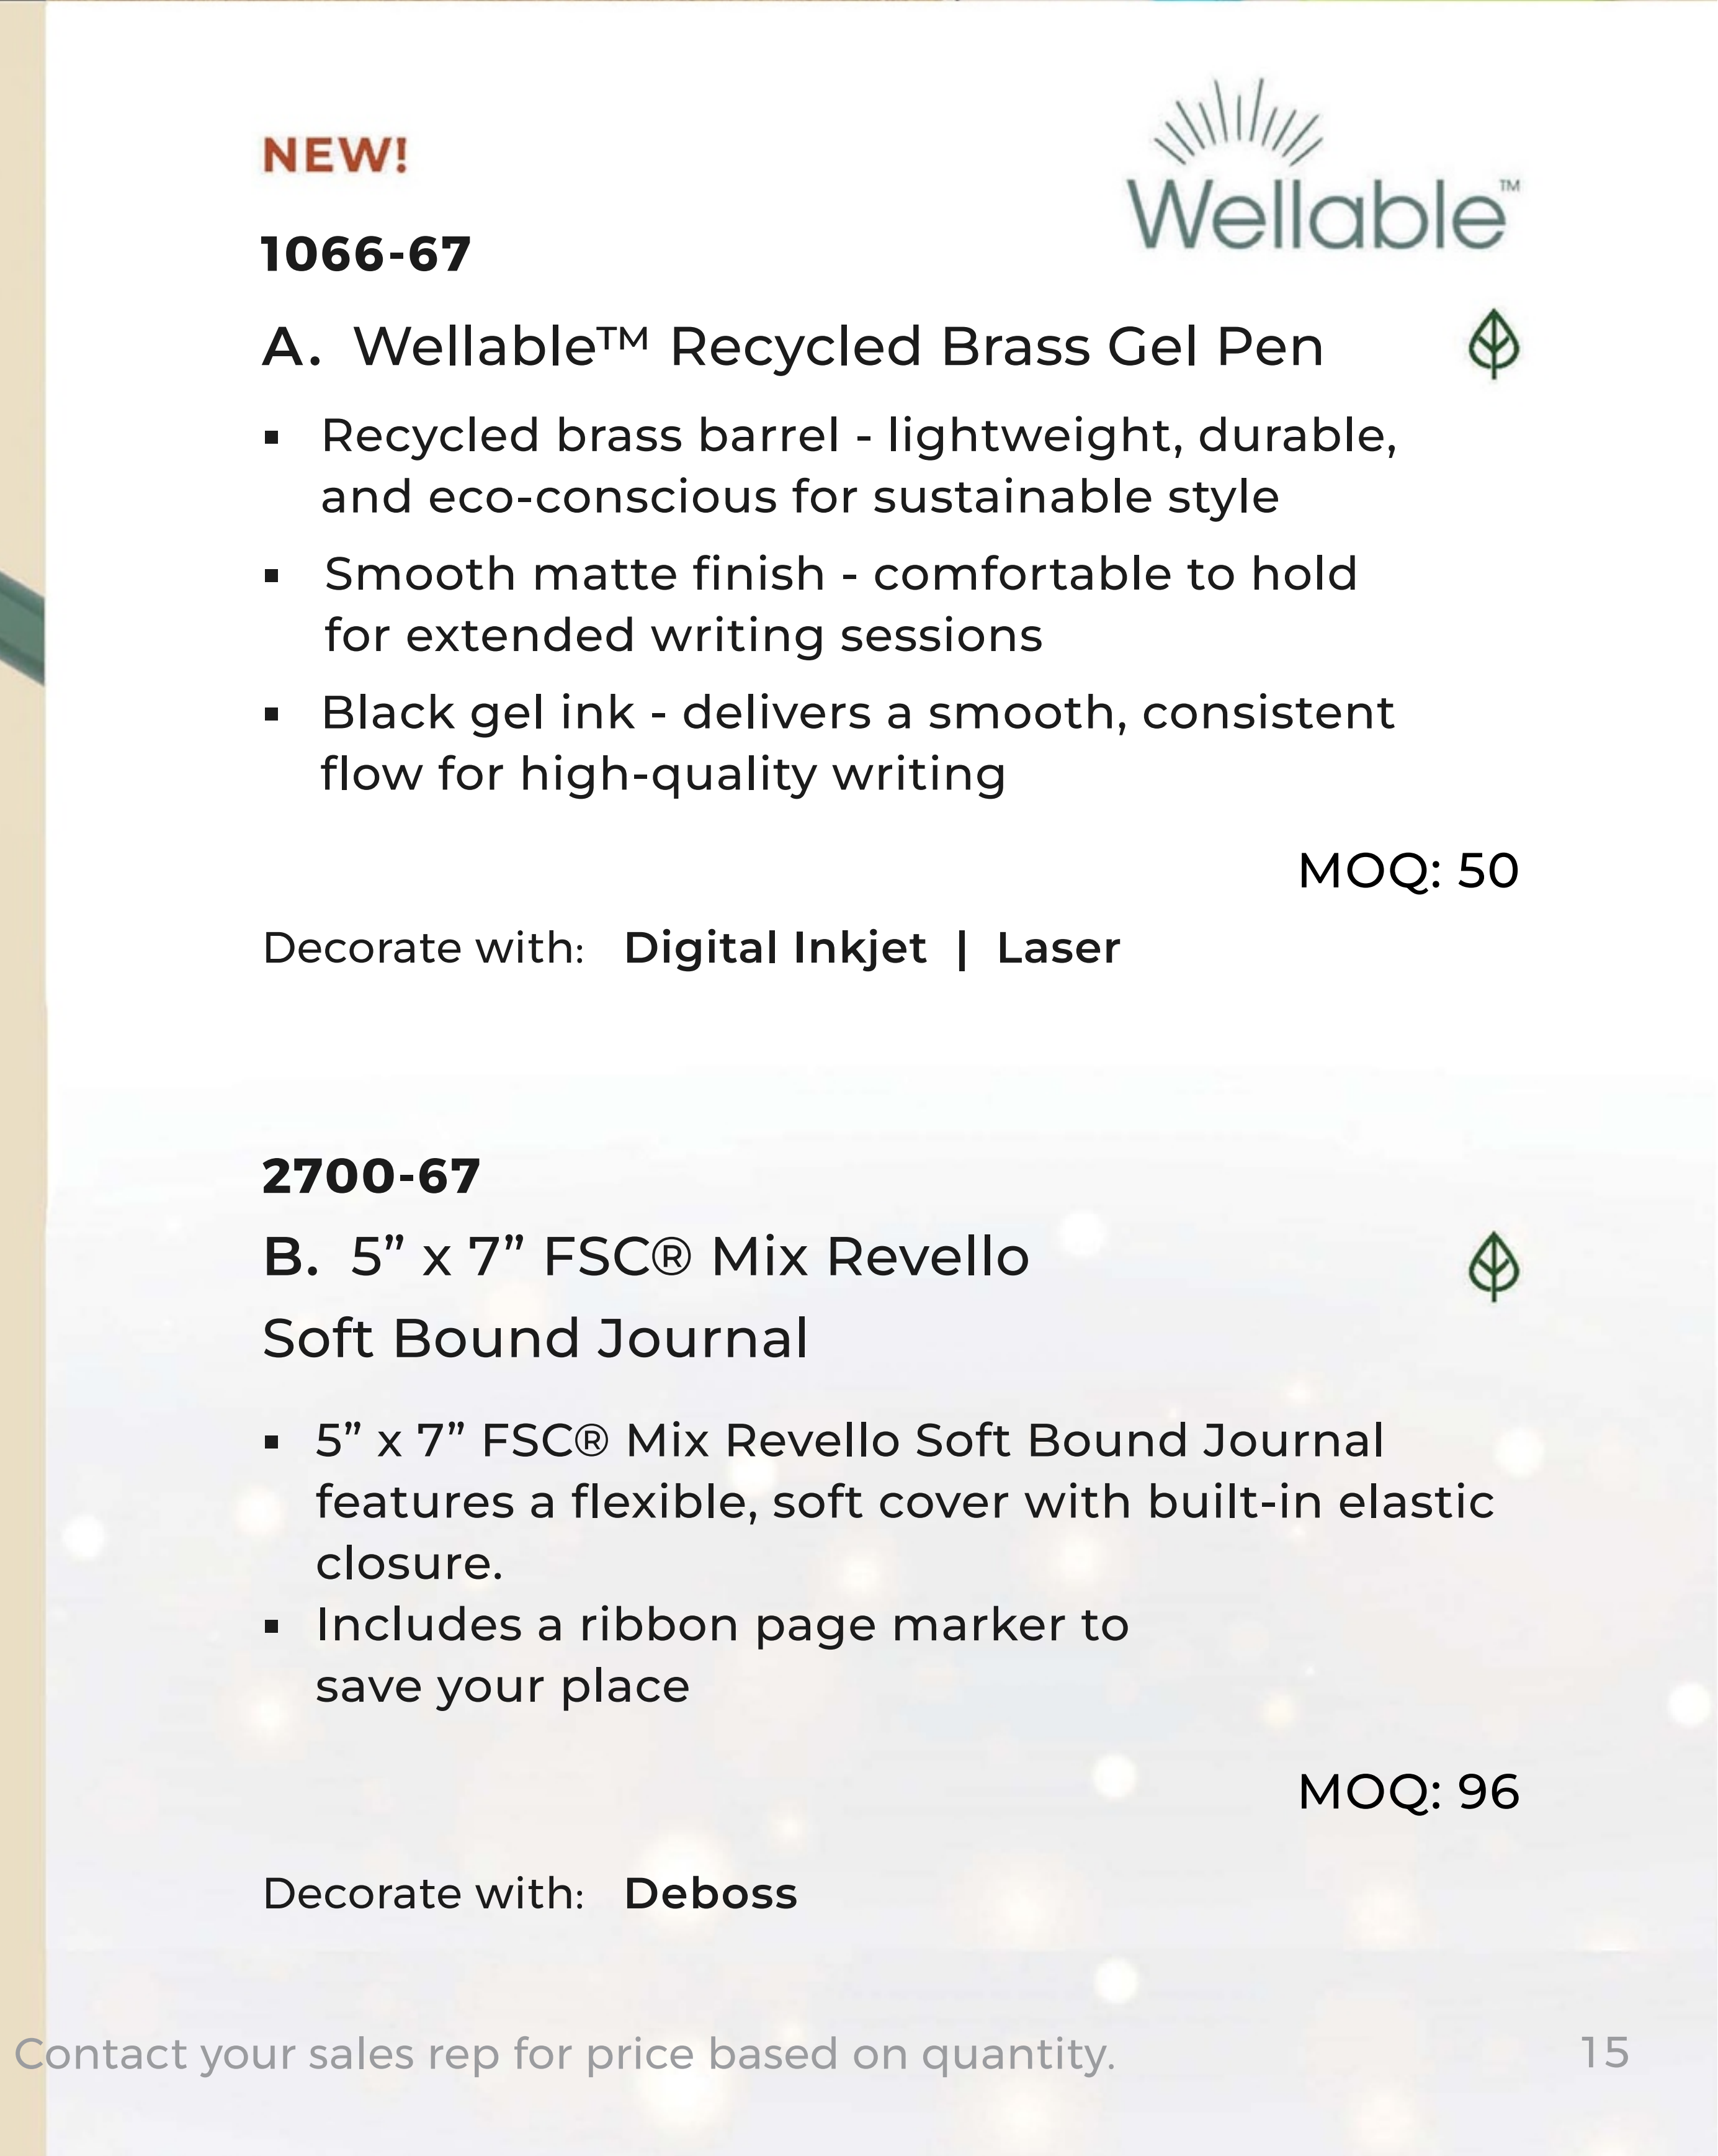 NEW!
Wellable™
1066-67
A. Wellable™ Recycled Brass Gel Pen
▪ Recycled brass barrel - lightweight, durable,
and eco-conscious for sustainable style
▪ Smooth matte finish - comfortable to hold
for extended writing sessions
▪ Black gel ink - delivers a smooth, consistent
flow for high-quality writing
MOQ: 50
Decorate with: Digital Inkjet | Laser
2700-67
B. 5” x 7” FSC® Mix Revello
Soft Bound Journal
▪ 5” x 7” FSC® Mix Revello Soft Bound Journal
features a flexible, soft cover with built-in elastic
closure.
▪ Includes a ribbon page marker to
save your place
MOQ: 96
Decorate with: Deboss
Contact your sales rep for price based on quantity.
15